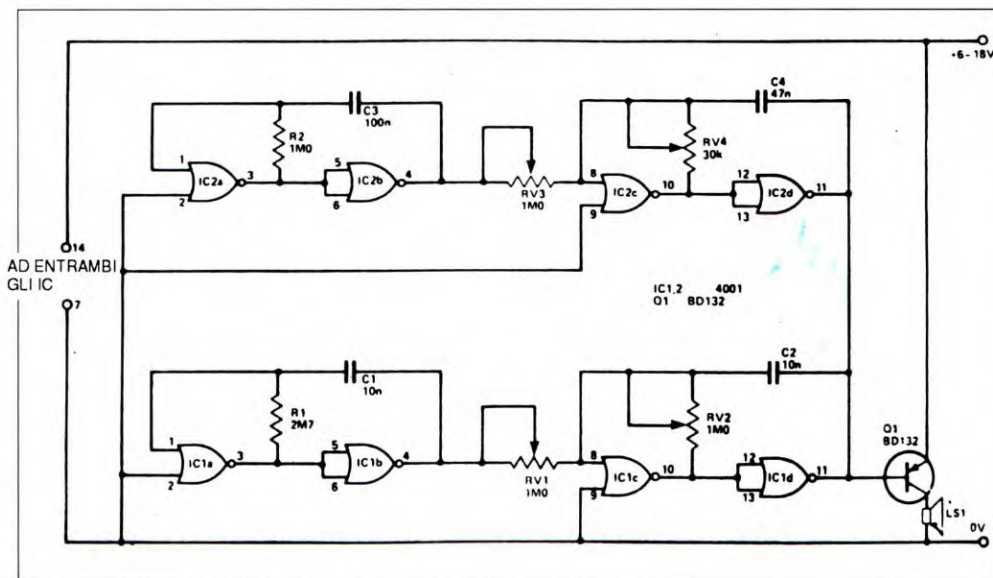 +6-18V
C4
47n
C3
100n
R2
1M0
RV4
30k
1
2
IC2a
3
5
6
IC2b
4
RV3
1M0
8
9
IC2c
10
12
13
IC2d
11
14
AD ENTRAMBI
GLI IC
7
IC1,2 4001
Q1 BD132
C1
10n
R1
2M7
C2
10n
RV2
1M0
1
2
IC1a
3
5
6
IC1b
4
RV1
1M0
8
9
IC1c
10
12
13
IC1d
11
Q1
BD132
LS1
0V